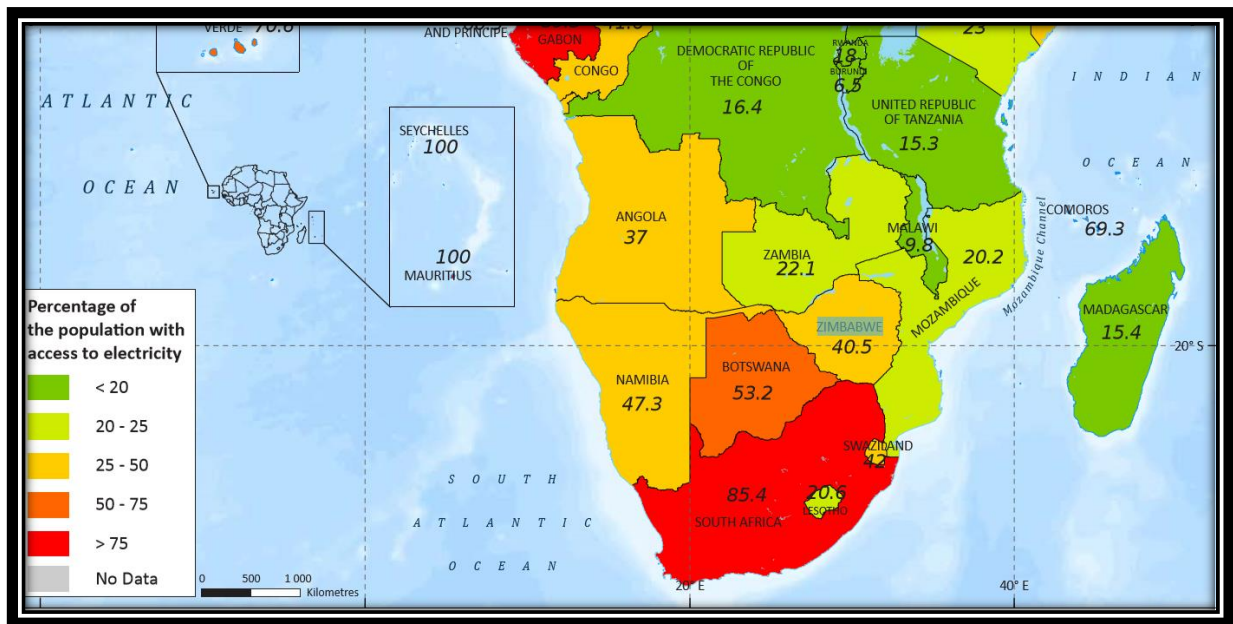 VERDE 70.6
AND PRINCIPE
GABON
CONGO
DEMOCRATIC REPUBLIC
OF
THE CONGO
16.4
RWANDA
18
BURUNDI
6.5
23
UNITED REPUBLIC
OF TANZANIA
15.3
I N D I A N
O C E A N
A T L A N T I C
O C E A N
SEYCHELLES
100
100
MAURITIUS
ANGOLA
37
ZAMBIA
22.1
MALAWI
9.8
20.2
MOZAMBIQUE
Mozambique Channel
COMOROS
69.3
MADAGASCAR
15.4
20° S
ZIMBABWE
40.5
NAMIBIA
47.3
BOTSWANA
53.2
SWAZILAND
42
85.4
SOUTH AFRICA
20.6
LESOTHO
S O U T H
A T L A N T I C
O C E A N
Percentage of
the population with
access to electricity
< 20
20 - 25
25 - 50
50 - 75
> 75
No Data
0 500 1 000
Kilometres
20° E
40° E